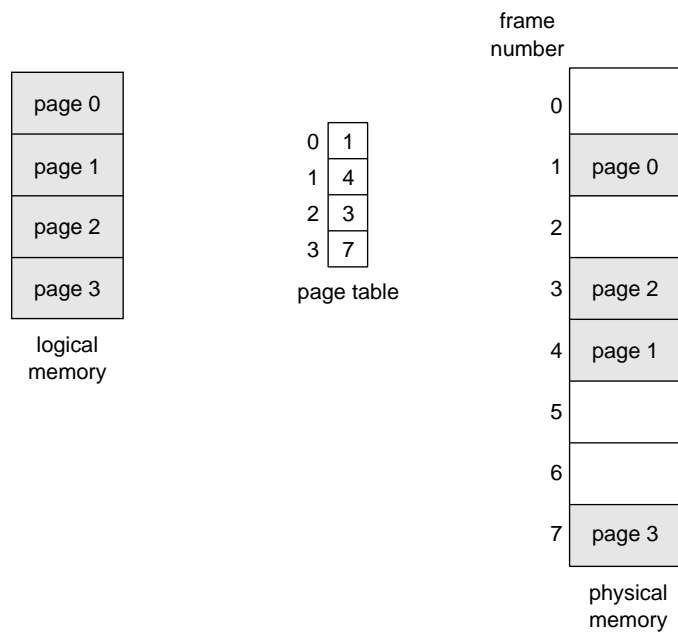 page 0
page 1
page 2
page 3
logical
memory
0 1
1 4
2 3
3 7
page table
frame
number
0
1 page 0
2
3 page 2
4 page 1
5
6
7 page 3
physical
memory